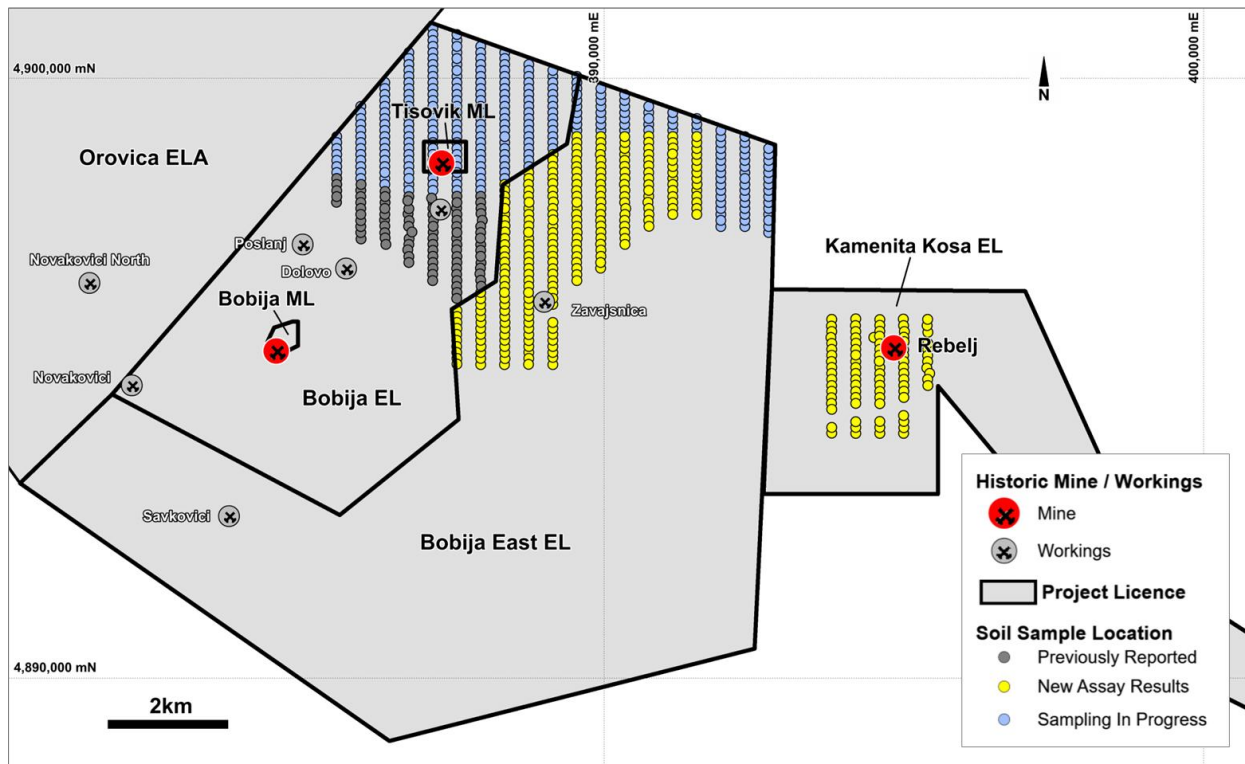 4,900,000 mN
390,000 mE
400,000 mE
N
Tisovik ML
Orovica ELA
Kamenita Kosa EL
Poslanj
Novakovici North
Dolovo
Bobija ML
Zavajsnica
Rebelj
Novakovici
Bobija EL
Savkovici
Bobija East EL
4,890,000 mN
2km
Historic Mine / Workings
Mine
Workings
Project Licence
Soil Sample Location
Previously Reported
New Assay Results
Sampling In Progress